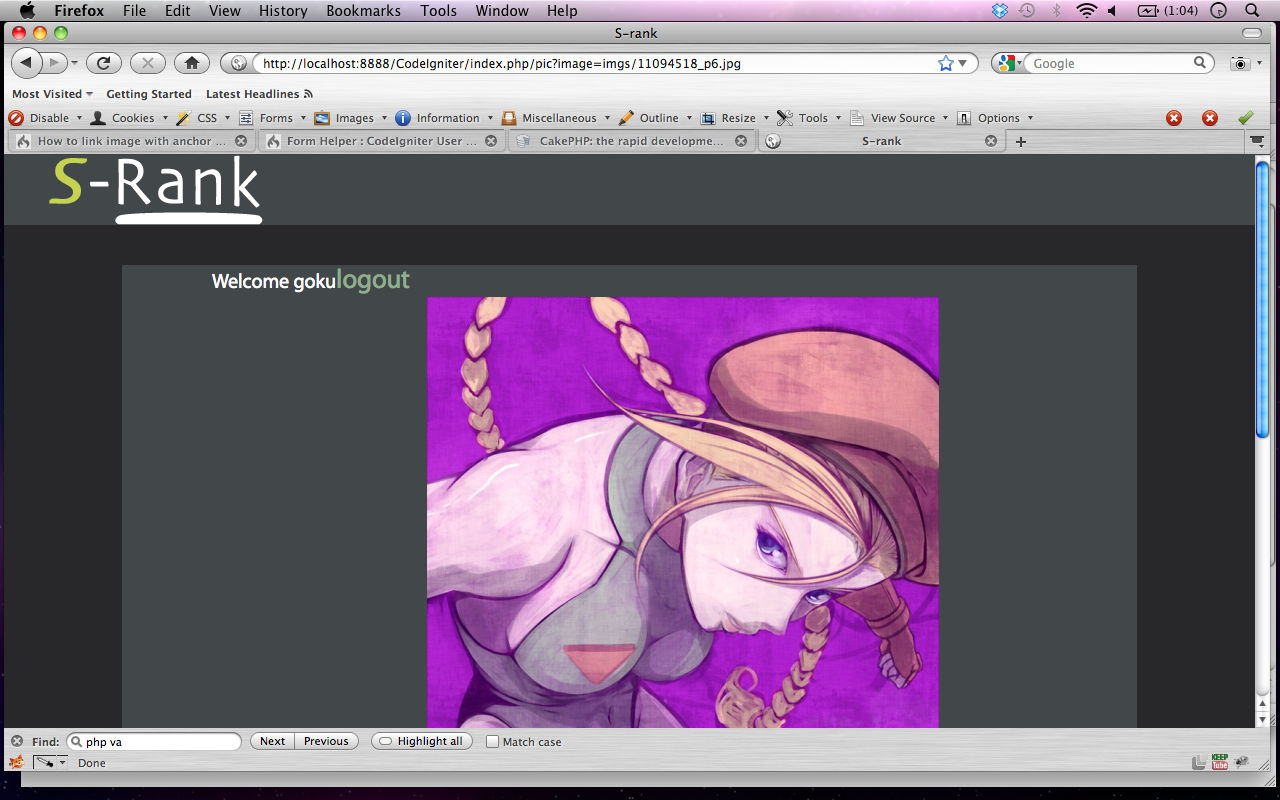 Firefox File Edit View History Bookmarks Tools Window Help (1:04)
S-rank
http://localhost:8888/CodeIgniter/index.php/pic?image=imgs/11094518_p6.jpg Google
Most Visited Getting Started Latest Headlines
Disable Cookies CSS Forms Images Information Miscellaneous Outline Resize Tools View Source Options
How to link image with anchor ... Form Helper : CodeIgniter User ... CakePHP: the rapid developme... S-rank
S-Rank
Welcome gokulogout
Find: php va Next Previous Highlight all Match case
Done KEEP
Tube